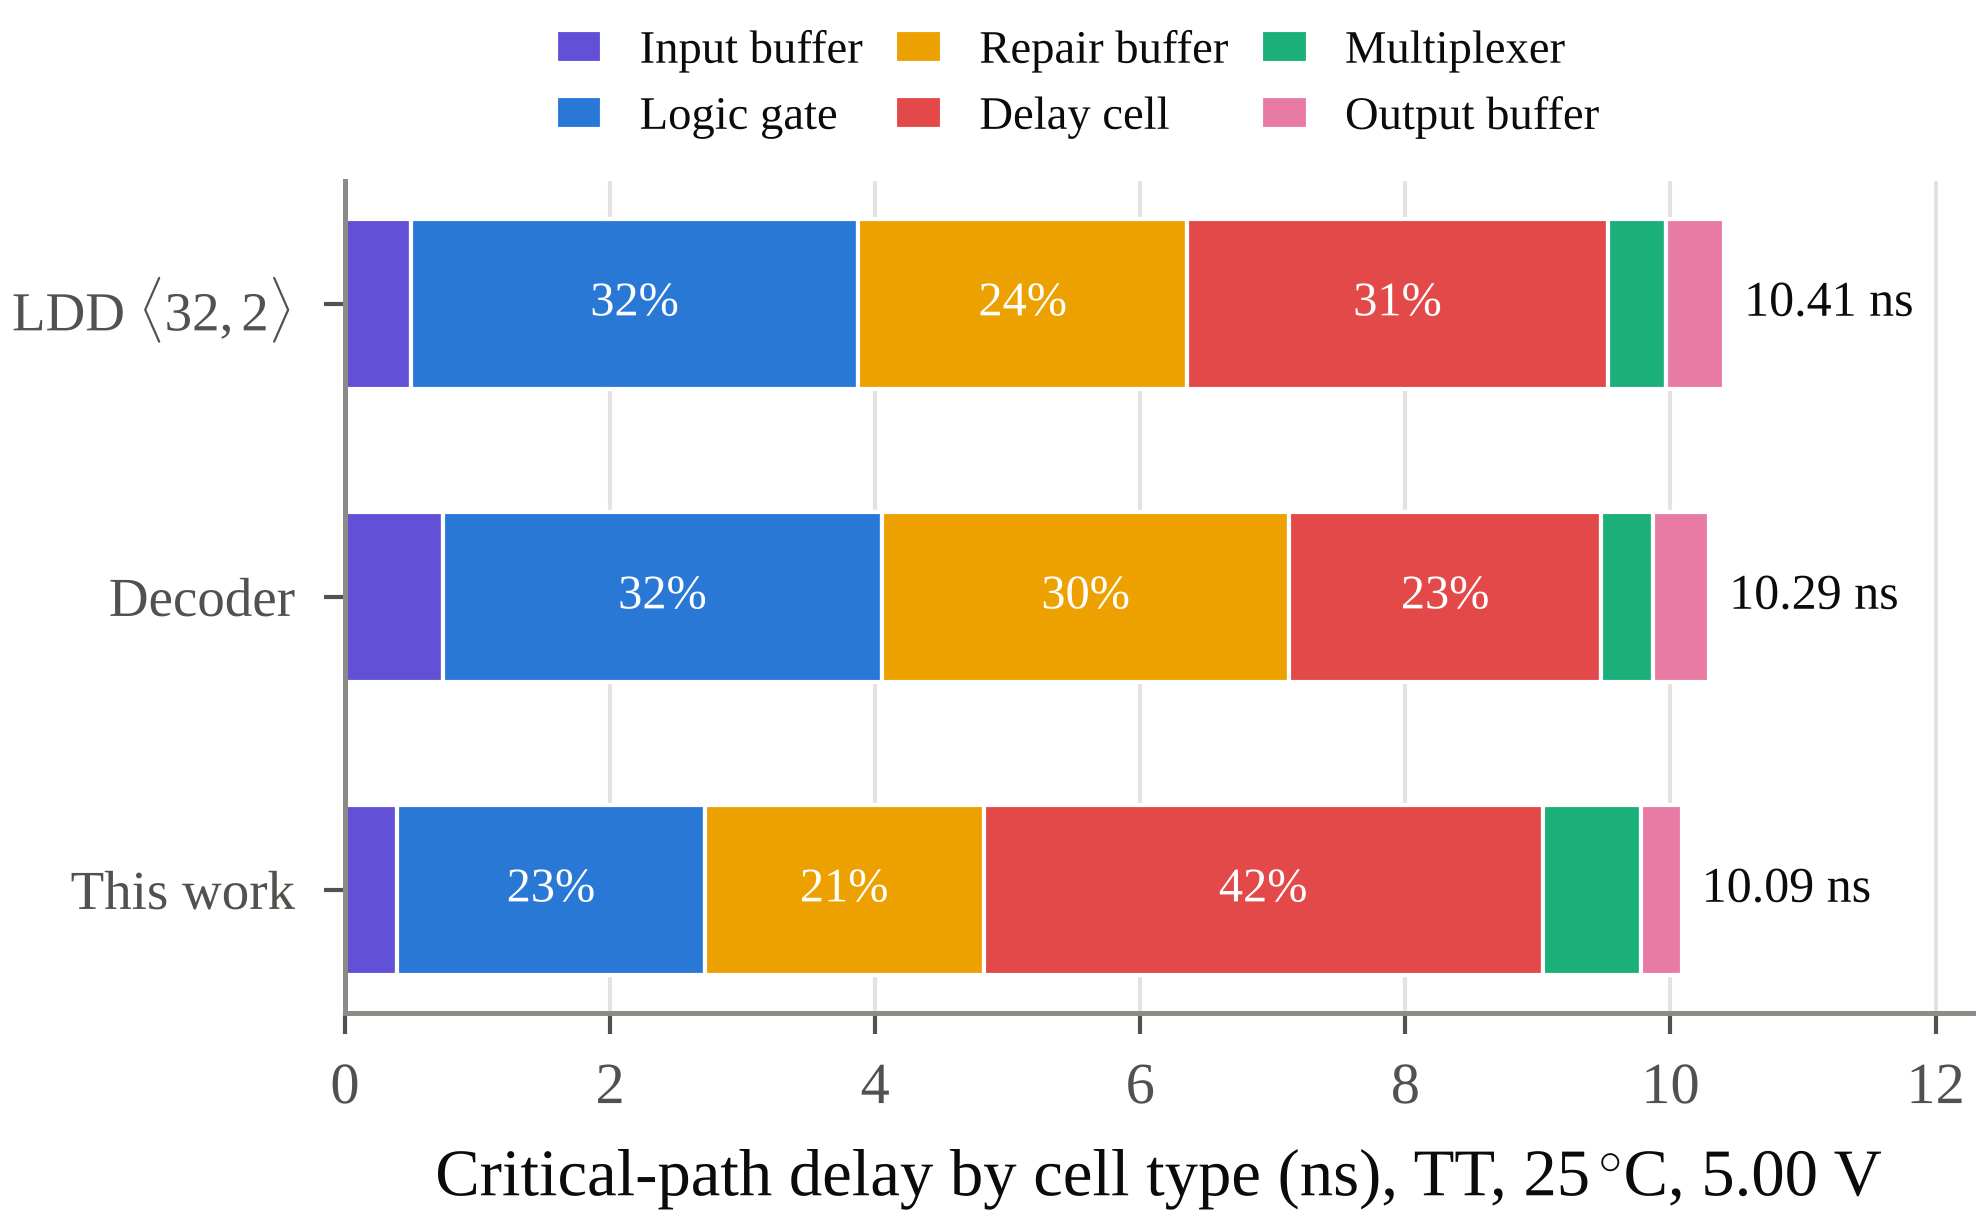 Input buffer Repair buffer Multiplexer
Logic gate Delay cell Output buffer
LDD ⟨32, 2⟩ 32% 24% 31% 10.41 ns
Decoder 32% 30% 23% 10.29 ns
This work 23% 21% 42% 10.09 ns
0 2 4 6 8 10 12
Critical-path delay by cell type (ns), TT, 25 °C, 5.00 V